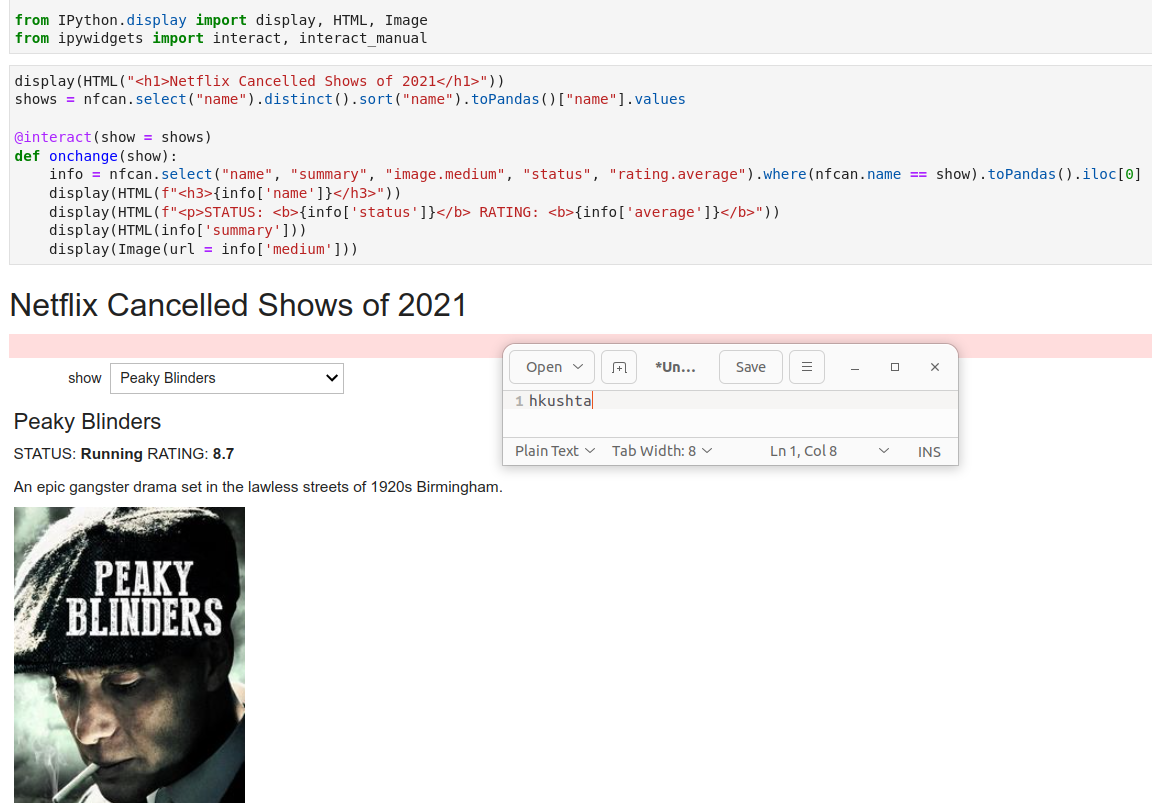 from IPython.display import display, HTML, Image
from ipywidgets import interact, interact_manual
display(HTML("<h1>Netflix Cancelled Shows of 2021</h1>"))
shows = nfcan.select("name").distinct().sort("name").toPandas()["name"].values
@interact(show = shows)
def onchange(show):
    info = nfcan.select("name", "summary", "image.medium", "status", "rating.average").where(nfcan.name == show).toPandas().iloc[0]
    display(HTML(f"<h3>{info['name']}</h3>"))
    display(HTML(f"<p>STATUS: <b>{info['status']}</b> RATING: <b>{info['average']}</b>"))
    display(HTML(info['summary']))
    display(Image(url = info['medium']))
Netflix Cancelled Shows of 2021
Open *Un... Save
show Peaky Blinders
1 hkushta
Peaky Blinders
Plain Text Tab Width: 8 Ln 1, Col 8 INS
STATUS: Running RATING: 8.7
An epic gangster drama set in the lawless streets of 1920s Birmingham.
PEAKY
BLINDERS